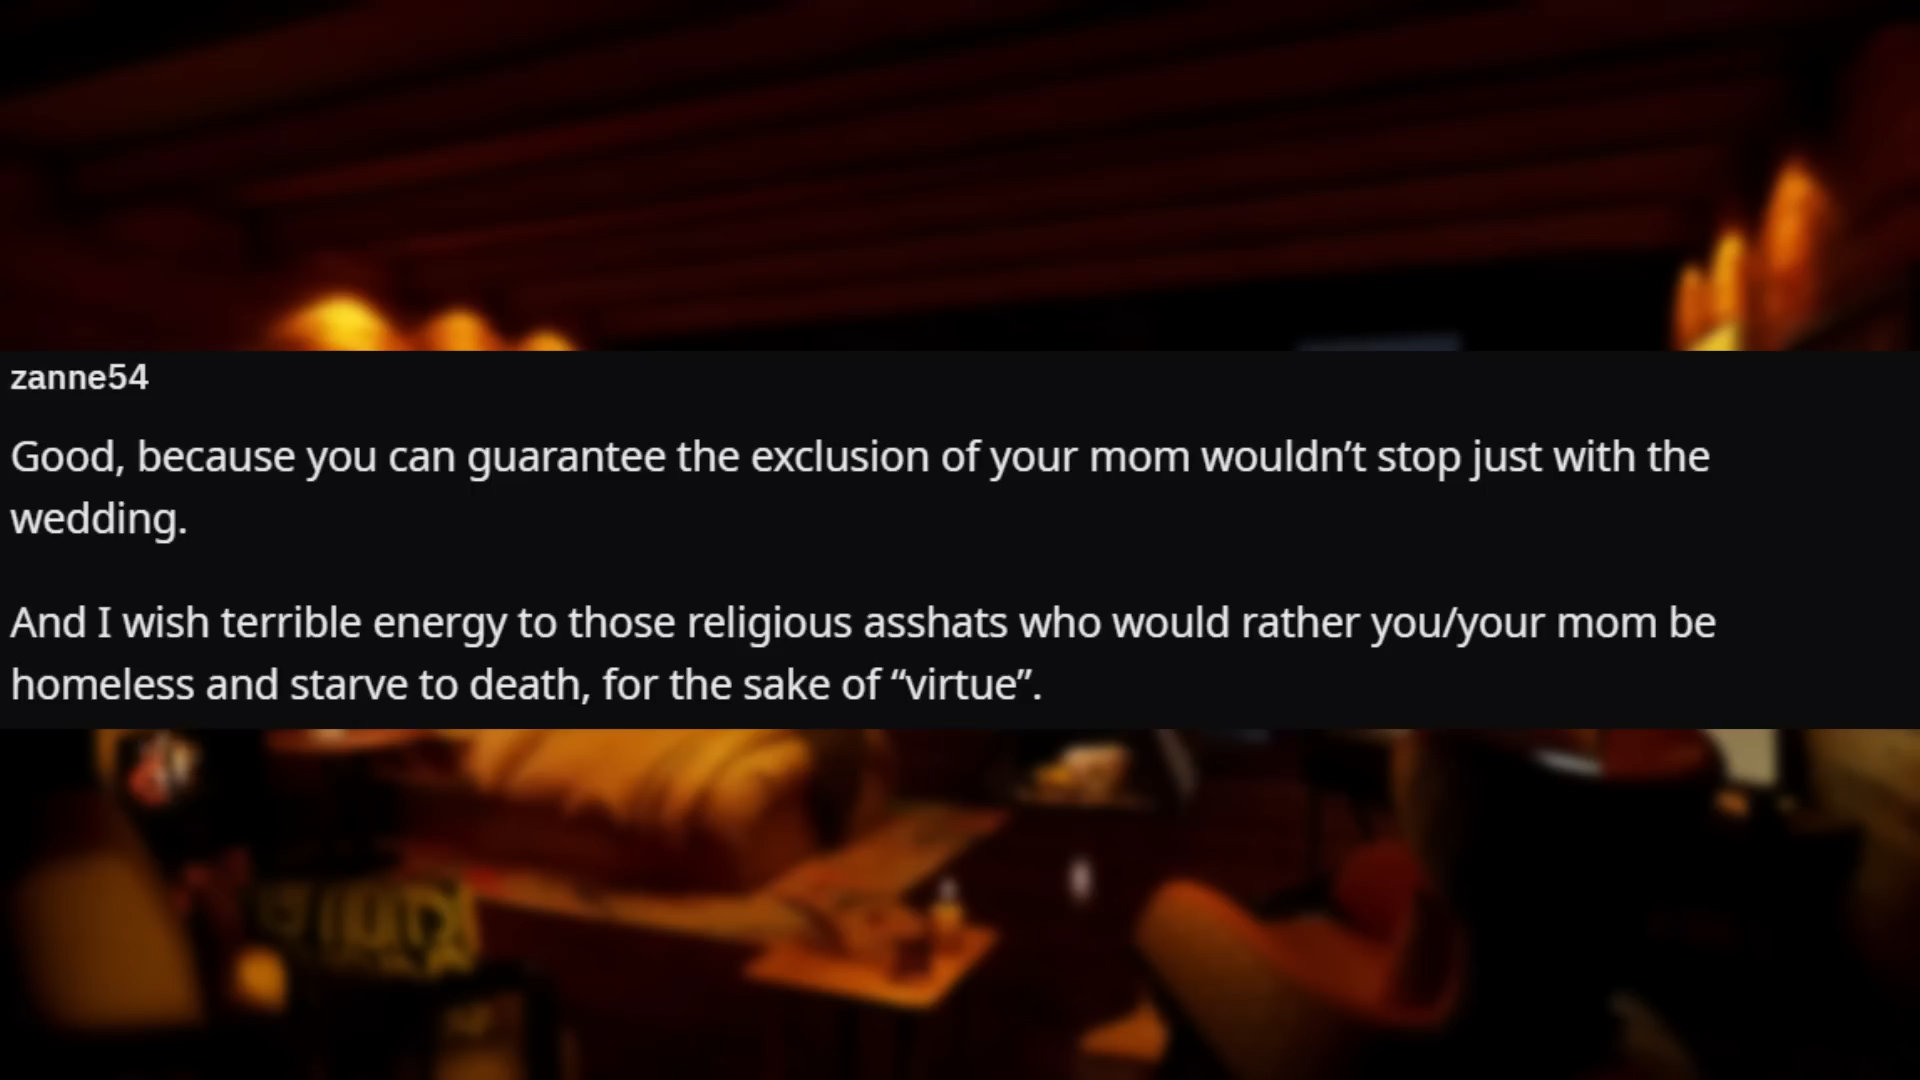 zanne54
Good, because you can guarantee the exclusion of your mom wouldn’t stop just with the
wedding.
And I wish terrible energy to those religious asshats who would rather you/your mom be
homeless and starve to death, for the sake of “virtue”.